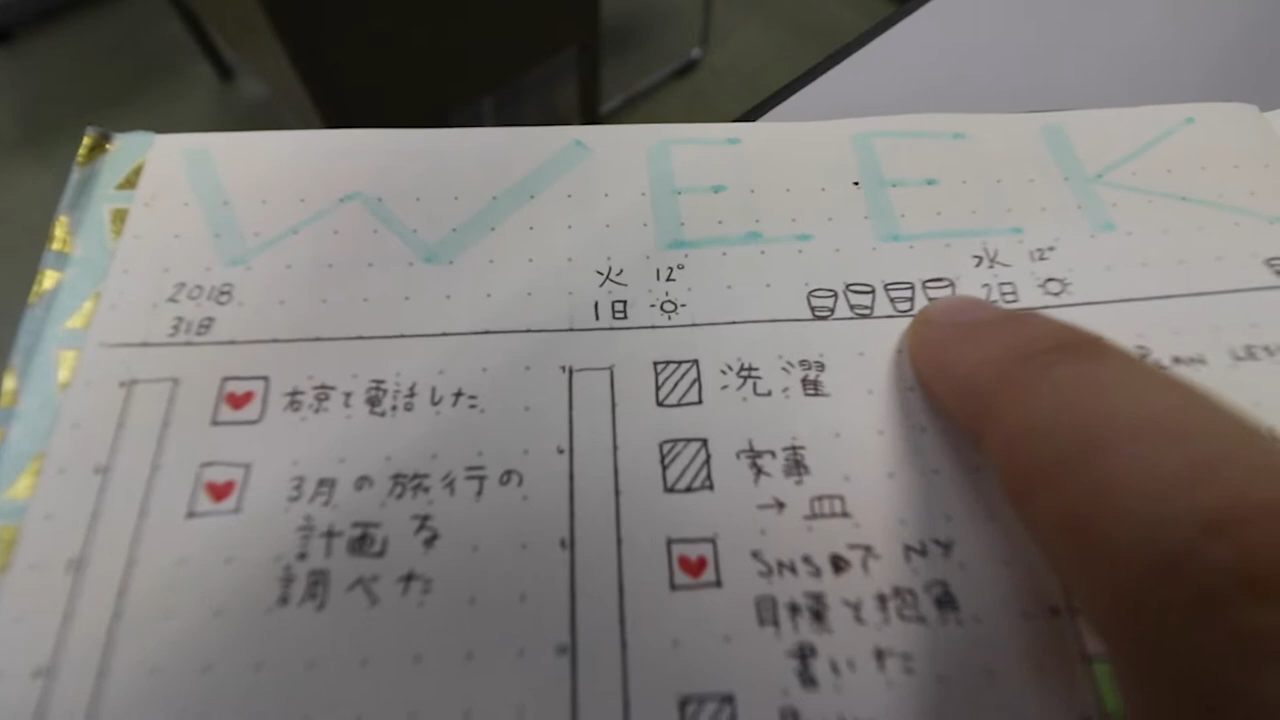 WEEK
2018
31日
火 12°
1日
水 12°
2日
京で電話した
3月の旅行の
計画を
調べた
洗濯
家事
→ 皿
SNSの NY
目標と抱負
書いた
PLAN